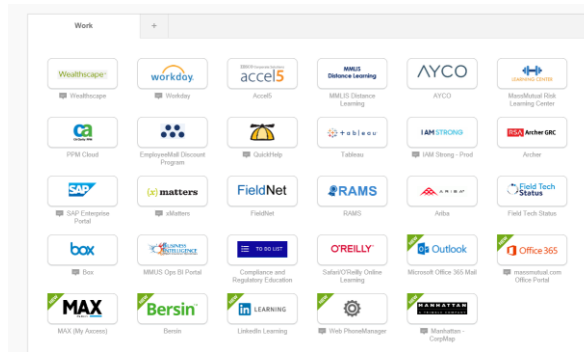 Work
+
Wealthscape
workday.
accel5
MMLIS
Distance Learning
AYCO
LEARNING CENTER
Wealthscape
Workday
Accel5
MMLIS Distance
Learning
AYCO
MassMutual Risk
Learning Center
ca
tableau
I AM STRONG
RSA Archer GRC
PPM Cloud
EmployeeMall Discount
Program
QuickHelp
Tableau
IAM Strong - Prod
Archer
SAP
(x) matters
FieldNet
RAMS
ARIBA
Field Tech
Status
SAP Enterprise
Portal
xMatters
FieldNet
RAMS
Ariba
Field Tech Status
box
BUSINESS
INTELLIGENCE
TO DO LIST
O'REILLY
Outlook
Office 365
Box
MMUS Ops BI Portal
Compliance and
Regulatory Education
Safari/O'Reilly Online
Learning
Microsoft Office 365 Mail
massmutual.com
Office Portal
NEW
MAX
Bersin
in LEARNING
MANHATTAN
MAX (My Access)
Bersin
LinkedIn Learning
Web PhoneManager
Manhattan -
CorpMap